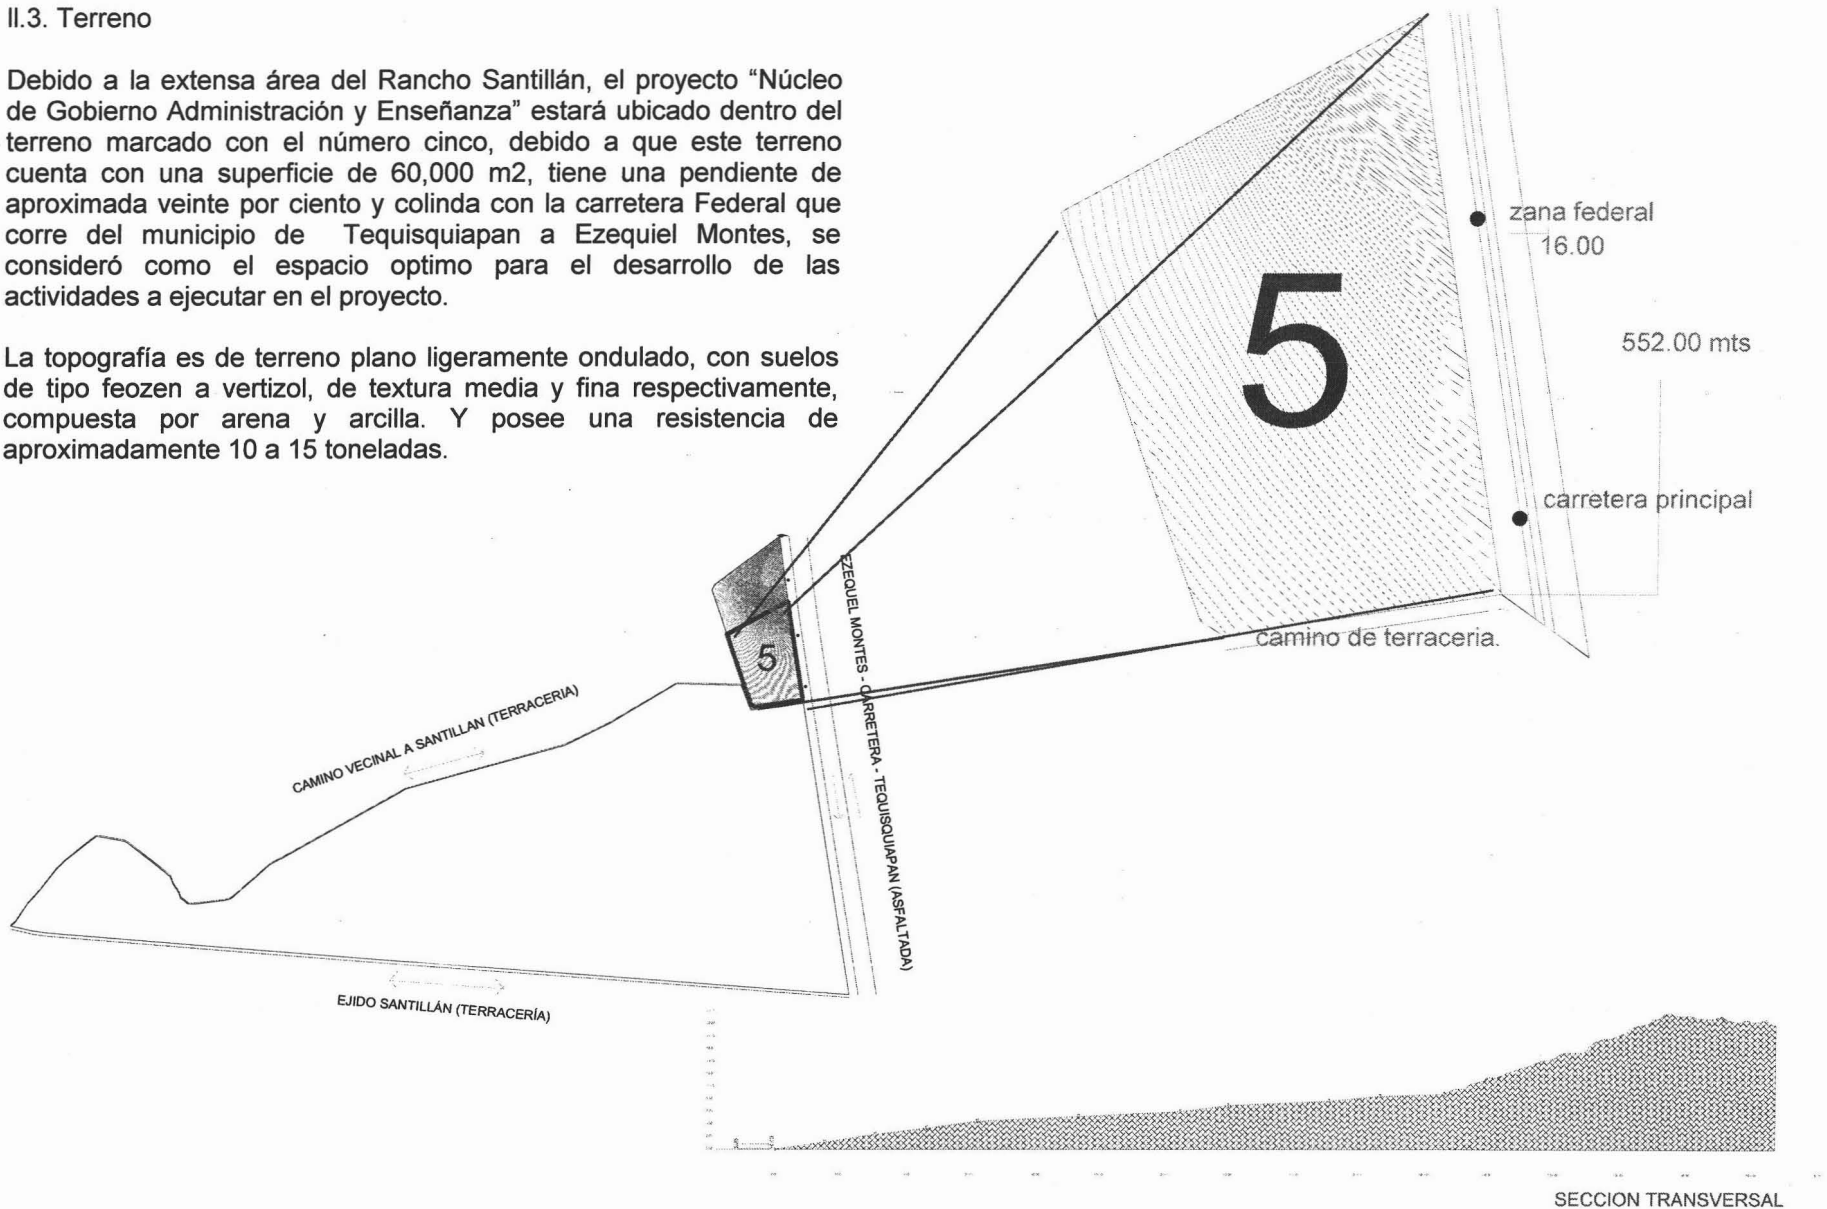 II.3. Terreno
Debido a la extensa área del Rancho Santillán, el proyecto “Núcleo
de Gobierno Administración y Enseñanza” estará ubicado dentro del
terreno marcado con el número cinco, debido a que este terreno
cuenta con una superficie de 60,000 m2, tiene una pendiente de
aproximada veinte por ciento y colinda con la carretera Federal que
corre del municipio de Tequisquiapan a Ezequiel Montes, se
consideró como el espacio optimo para el desarrollo de las
actividades a ejecutar en el proyecto.
La topografía es de terreno plano ligeramente ondulado, con suelos
de tipo feozen a vertizol, de textura media y fina respectivamente,
compuesta por arena y arcilla. Y posee una resistencia de
aproximadamente 10 a 15 toneladas.
zana federal
16.00
5
552.00 mts
carretera principal
camino de terraceria.
5
EZEQUEL MONTES - CARRETERA - TEQUISQUIAPAN (ASFALTADA)
CAMINO VECINAL A SANTILLAN (TERRACERIA)
EJIDO SANTILLÁN (TERRACERÍA)
SECCION TRANSVERSAL